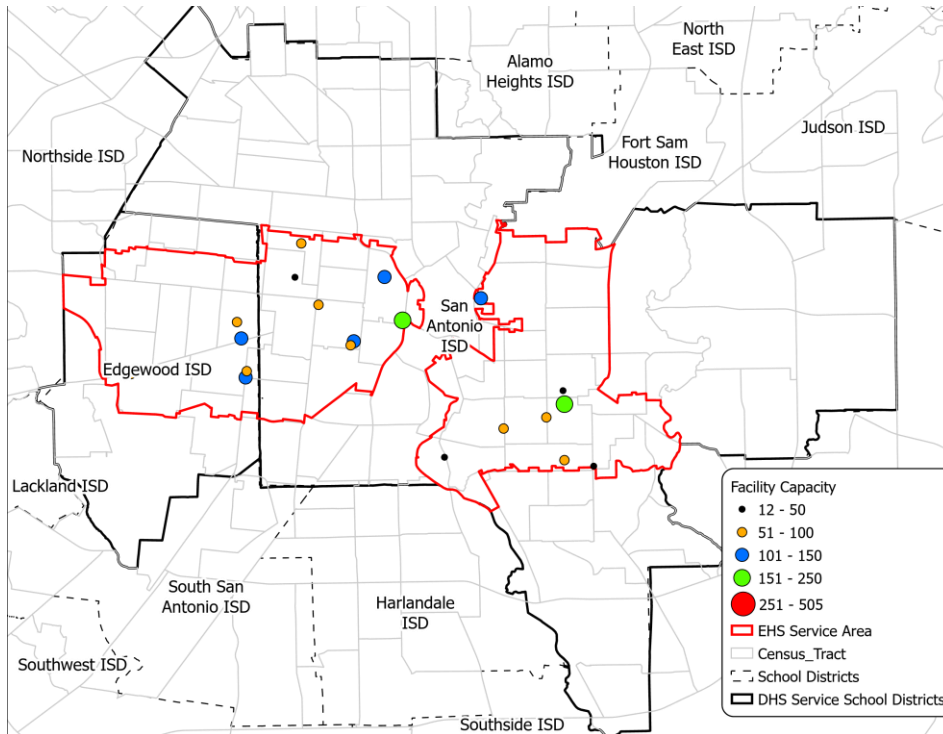 North
East ISD
Alamo
Heights ISD
Judson ISD
Northside ISD
Fort Sam
Houston ISD
San
Antonio
ISD
Edgewood ISD
Lackland ISD
South San
Antonio ISD
Harlandale
ISD
Southwest ISD
Southside ISD
Facility Capacity
12 - 50
51 - 100
101 - 150
151 - 250
251 - 505
EHS Service Area
Census_Tract
School Districts
DHS Service School Districts